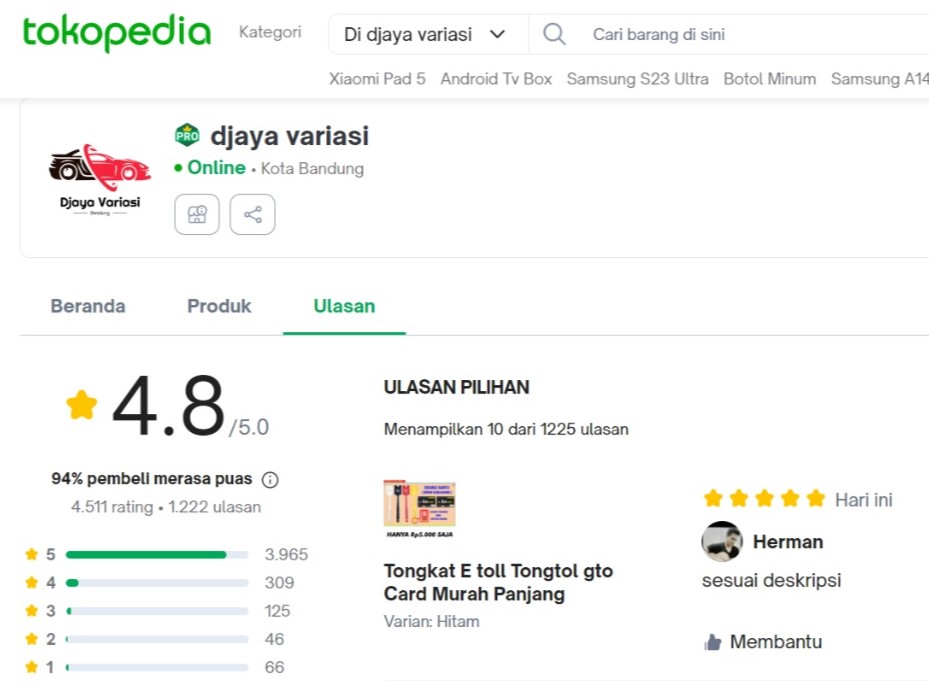 tokopedia
Kategori
Di djaya variasi
Cari barang di sini
Xiaomi Pad 5 Android Tv Box Samsung S23 Ultra Botol Minum Samsung A14
PRO djaya variasi
Online • Kota Bandung
Djaya Variasi
Bandung
Beranda Produk Ulasan
4.8 /5.0
94% pembeli merasa puas
4.511 rating • 1.222 ulasan
5 3.965
4 309
3 125
2 46
1 66
ULASAN PILIHAN
Menampilkan 10 dari 1225 ulasan
HANYA Rp5.000 SAJA
Tongkat E toll Tongtol gto
Card Murah Panjang
Varian: Hitam
Hari ini
Herman
sesuai deskripsi
Membantu